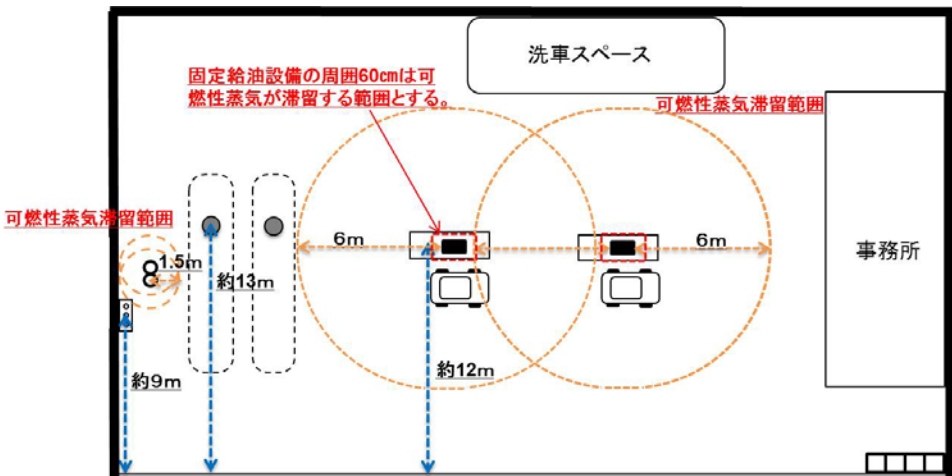 洗車スペース
固定給油設備の周囲60㎝は可
燃性蒸気が滞留する範囲とする。
可燃性蒸気滞留範囲
可燃性蒸気滞留範囲
6m
6m
事務所
1.5m
約13m
約12m
約9m